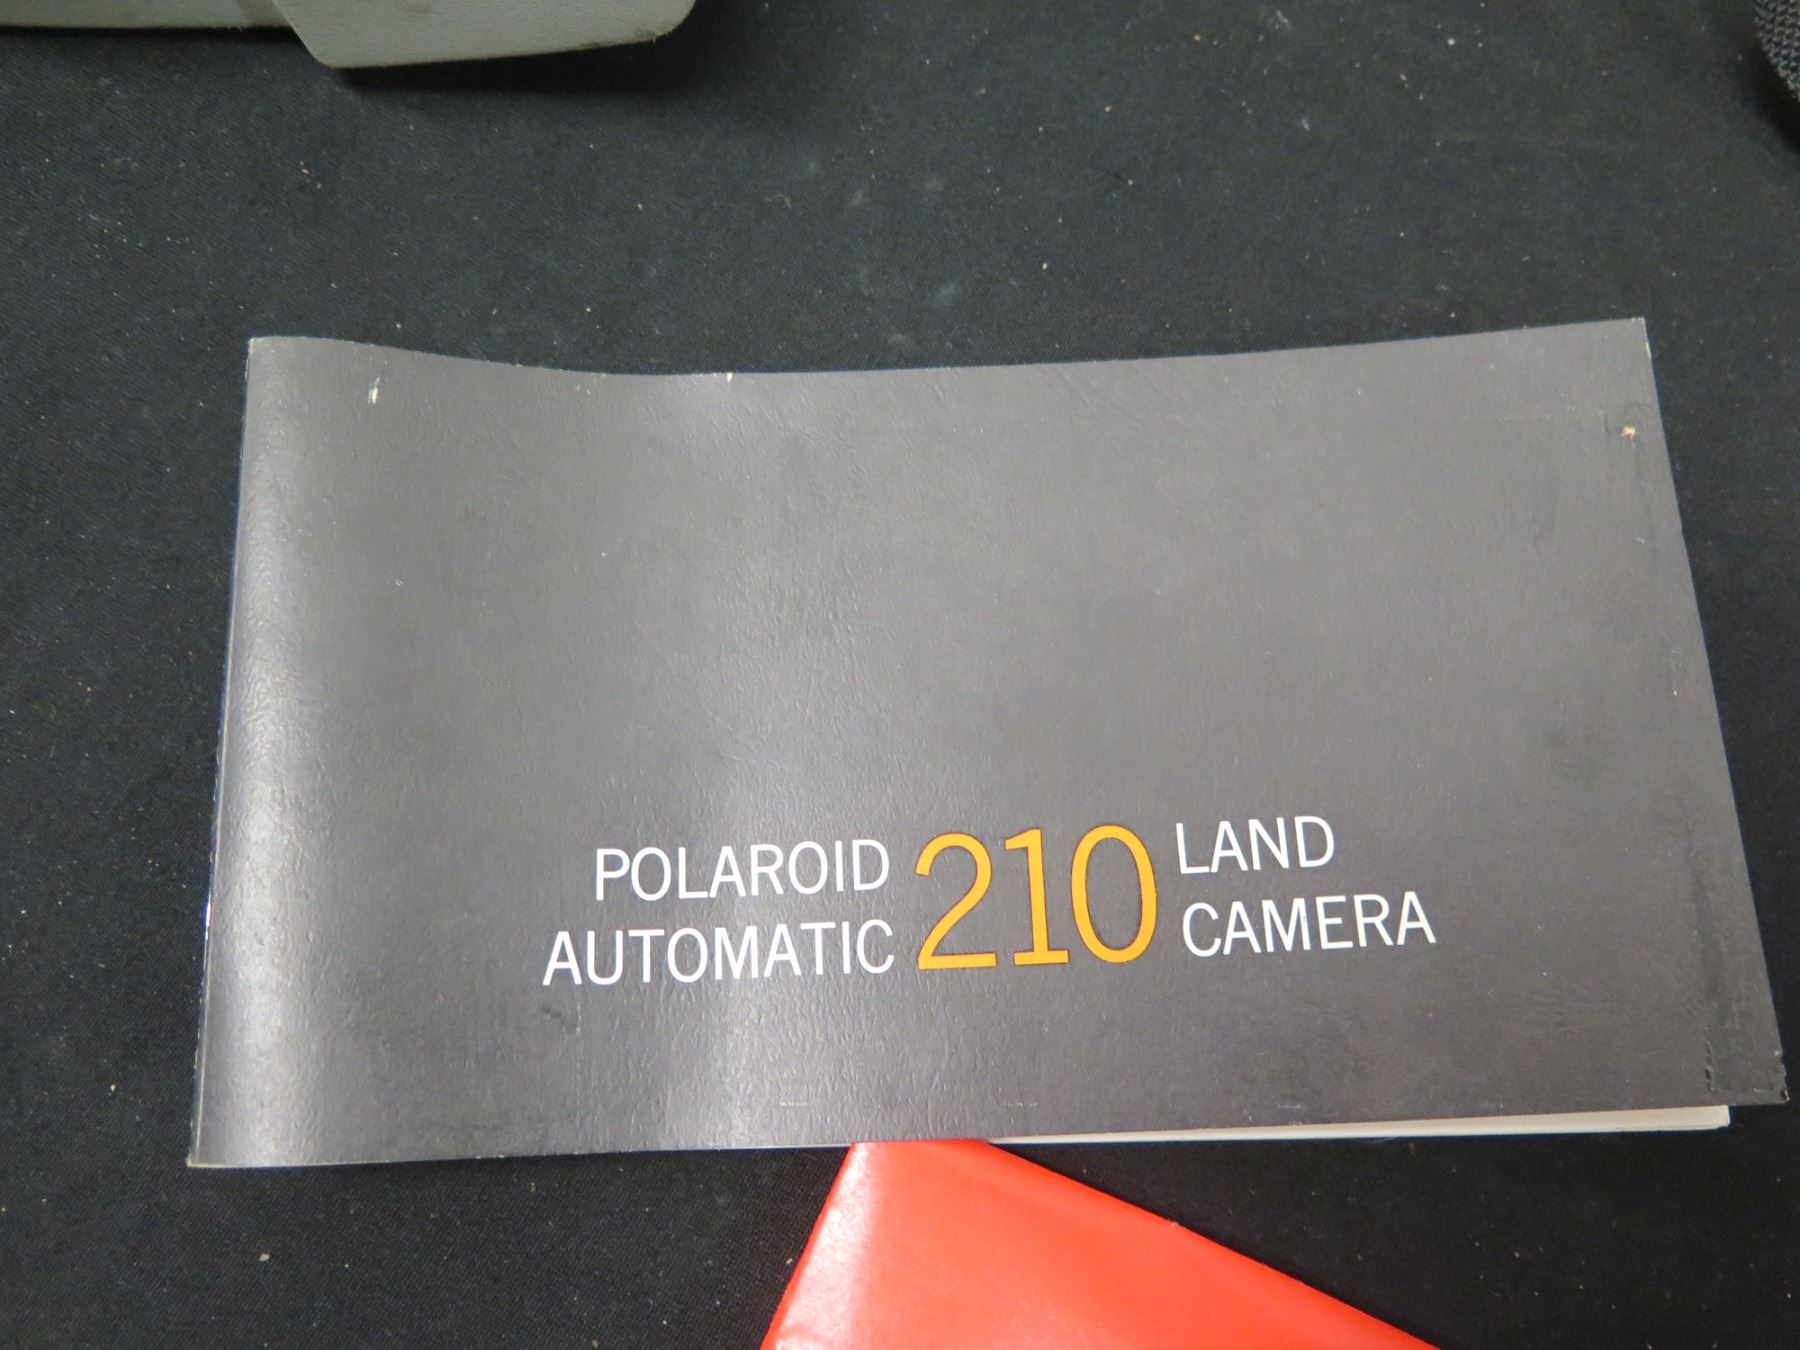 POLAROID
AUTOMATIC
210
LAND
CAMERA